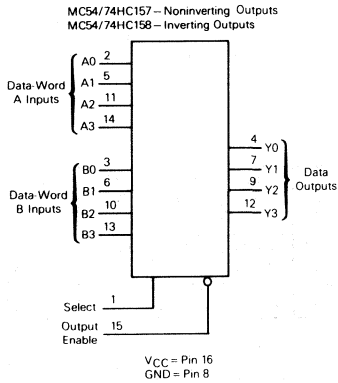 MC54/74HC157 – Noninverting Outputs
MC54/74HC158 – Inverting Outputs
Data-Word
A Inputs
A0 2
A1 5
A2 11
A3 14
Data-Word
B Inputs
B0 3
B1 6
B2 10
B3 13
4 Y0
7 Y1
9 Y2
12 Y3
Data
Outputs
Select 1
Output
Enable 15
VCC = Pin 16
GND = Pin 8